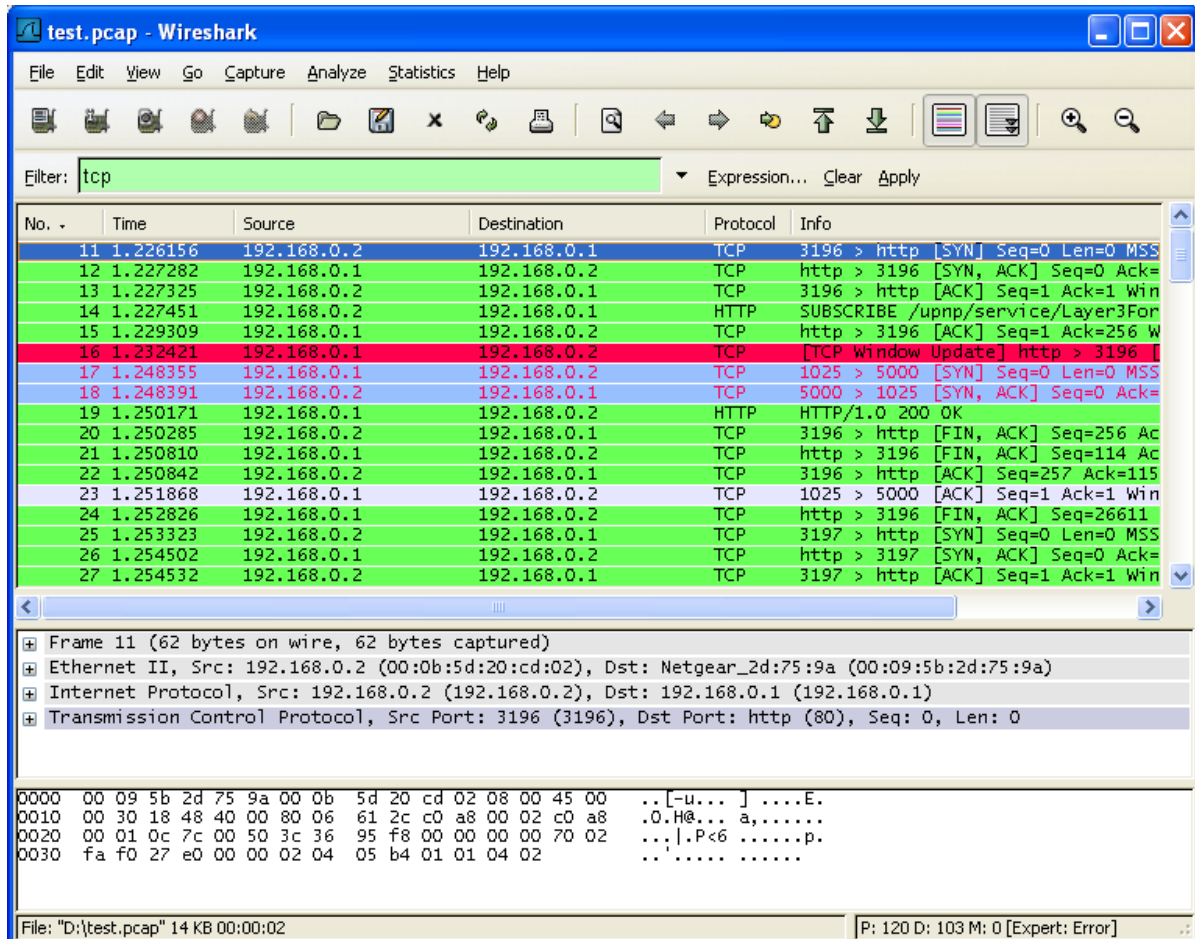 test.pcap - Wireshark
File Edit View Go Capture Analyze Statistics Help
Filter: tcp Expression... Clear Apply
No. Time Source Destination Protocol Info
11 1.226156 192.168.0.2 192.168.0.1 TCP 3196 > http [SYN] Seq=0 Len=0 MSS
12 1.227282 192.168.0.1 192.168.0.2 TCP http > 3196 [SYN, ACK] Seq=0 Ack=
13 1.227325 192.168.0.2 192.168.0.1 TCP 3196 > http [ACK] Seq=1 Ack=1 Win
14 1.227451 192.168.0.2 192.168.0.1 HTTP SUBSCRIBE /upnp/service/Layer3For
15 1.229309 192.168.0.1 192.168.0.2 TCP http > 3196 [ACK] Seq=1 Ack=256 W
16 1.232421 192.168.0.1 192.168.0.2 TCP [TCP Window Update] http > 3196 [
17 1.248355 192.168.0.1 192.168.0.2 TCP 1025 > 5000 [SYN] Seq=0 Len=0 MSS
18 1.248391 192.168.0.2 192.168.0.1 TCP 5000 > 1025 [SYN, ACK] Seq=0 Ack=
19 1.250171 192.168.0.1 192.168.0.2 HTTP HTTP/1.0 200 OK
20 1.250285 192.168.0.2 192.168.0.1 TCP 3196 > http [FIN, ACK] Seq=256 Ac
21 1.250810 192.168.0.1 192.168.0.2 TCP http > 3196 [FIN, ACK] Seq=114 Ac
22 1.250842 192.168.0.2 192.168.0.1 TCP 3196 > http [ACK] Seq=257 Ack=115
23 1.251868 192.168.0.1 192.168.0.2 TCP 1025 > 5000 [ACK] Seq=1 Ack=1 Win
24 1.252826 192.168.0.1 192.168.0.2 TCP http > 3196 [FIN, ACK] Seq=26611
25 1.253323 192.168.0.2 192.168.0.1 TCP 3197 > http [SYN] Seq=0 Len=0 MSS
26 1.254502 192.168.0.1 192.168.0.2 TCP http > 3197 [SYN, ACK] Seq=0 Ack=
27 1.254532 192.168.0.2 192.168.0.1 TCP 3197 > http [ACK] Seq=1 Ack=1 Win
Frame 11 (62 bytes on wire, 62 bytes captured)
Ethernet II, Src: 192.168.0.2 (00:0b:5d:20:cd:02), Dst: Netgear_2d:75:9a (00:09:5b:2d:75:9a)
Internet Protocol, Src: 192.168.0.2 (192.168.0.2), Dst: 192.168.0.1 (192.168.0.1)
Transmission Control Protocol, Src Port: 3196 (3196), Dst Port: http (80), Seq: 0, Len: 0
0000 00 09 5b 2d 75 9a 00 0b 5d 20 cd 02 08 00 45 00 ..[-u... ] ....E.
0010 00 30 18 48 40 00 80 06 61 2c c0 a8 00 02 c0 a8 .0.H@... a,......
0020 00 01 0c 7c 00 50 3c 36 95 f8 00 00 00 00 70 02 ...|.P<6 ......p.
0030 fa f0 27 e0 00 00 02 04 05 b4 01 01 04 02 ..'..... ......
File: "D:\test.pcap" 14 KB 00:00:02 P: 120 D: 103 M: 0 [Expert: Error]